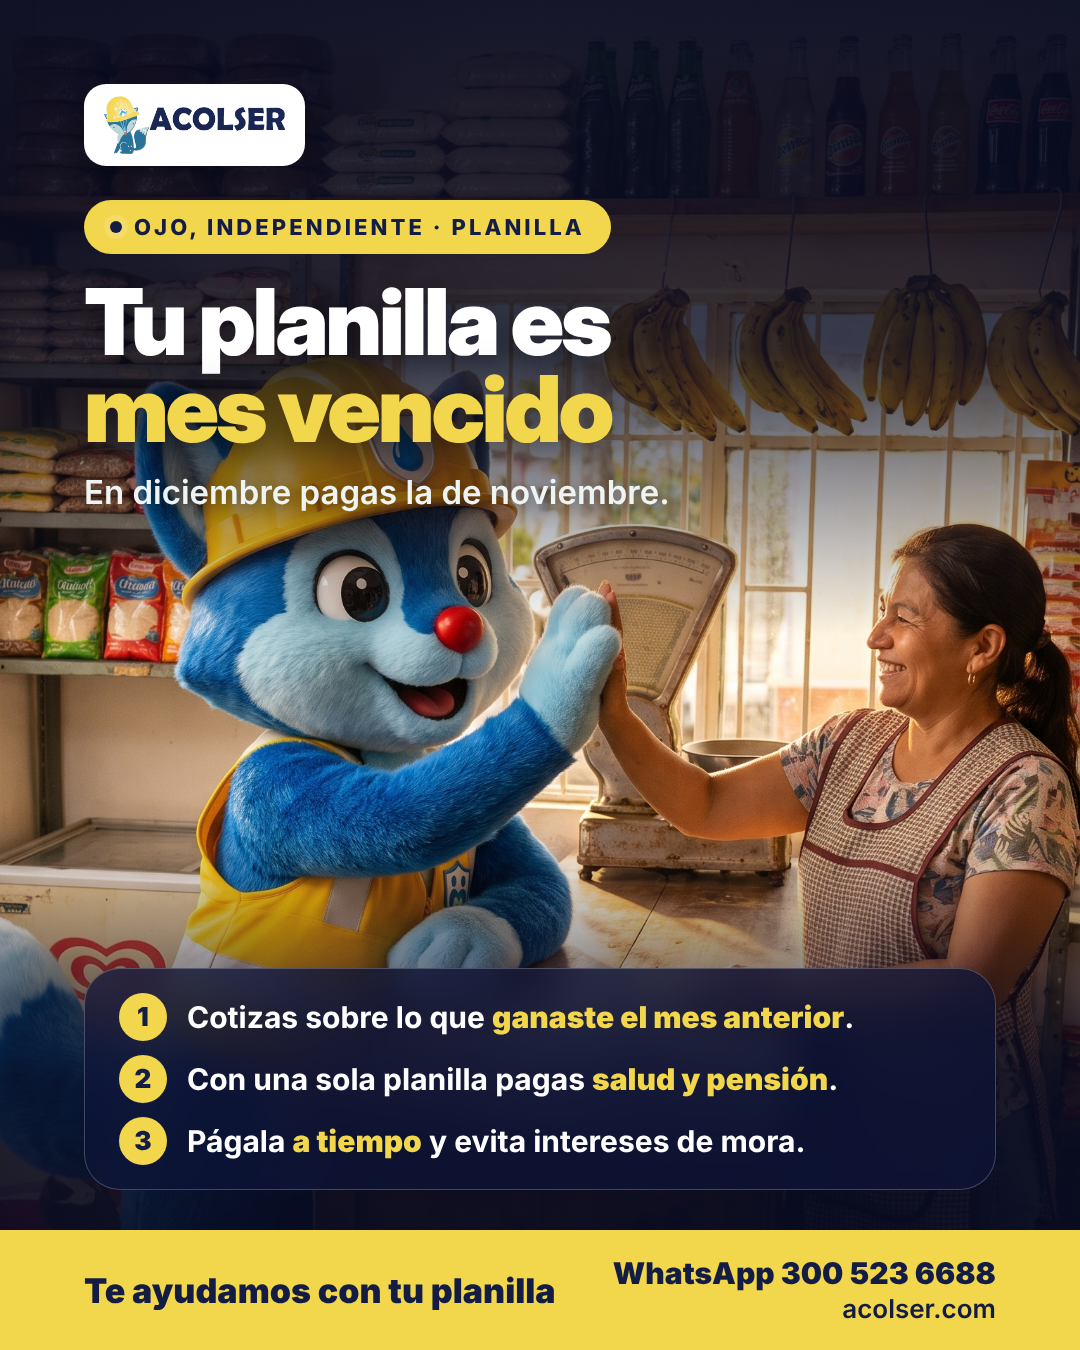 ACOLSER
OJO, INDEPENDIENTE · PLANILLA
Tu planilla es
mes vencido
En diciembre pagas la de noviembre.
1 Cotizas sobre lo que ganaste el mes anterior.
2 Con una sola planilla pagas salud y pensión.
3 Págala a tiempo y evita intereses de mora.
Te ayudamos con tu planilla
WhatsApp 300 523 6688
acolser.com